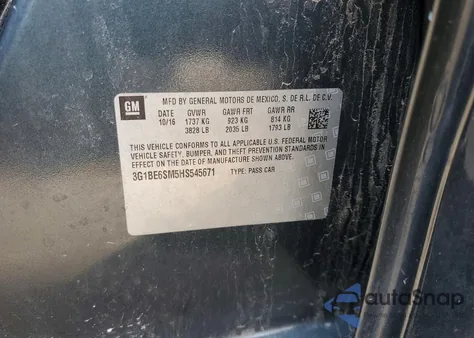 GM
MFD BY GENERAL MOTORS DE MEXICO, S. DE R.L. DE C.V.
DATE GVWR GAWR FRT GAWR RR
10/16 1737 KG 923 KG 814 KG
3828 LB 2035 LB 1793 LB
THIS VEHICLE CONFORMS TO ALL APPLICABLE U.S. FEDERAL MOTOR
VEHICLE SAFETY, BUMPER, AND THEFT PREVENTION STANDARDS IN
EFFECT ON THE DATE OF MANUFACTURE SHOWN ABOVE.
3G1BE6SM5HS545671 TYPE: PASS CAR
autoSnap